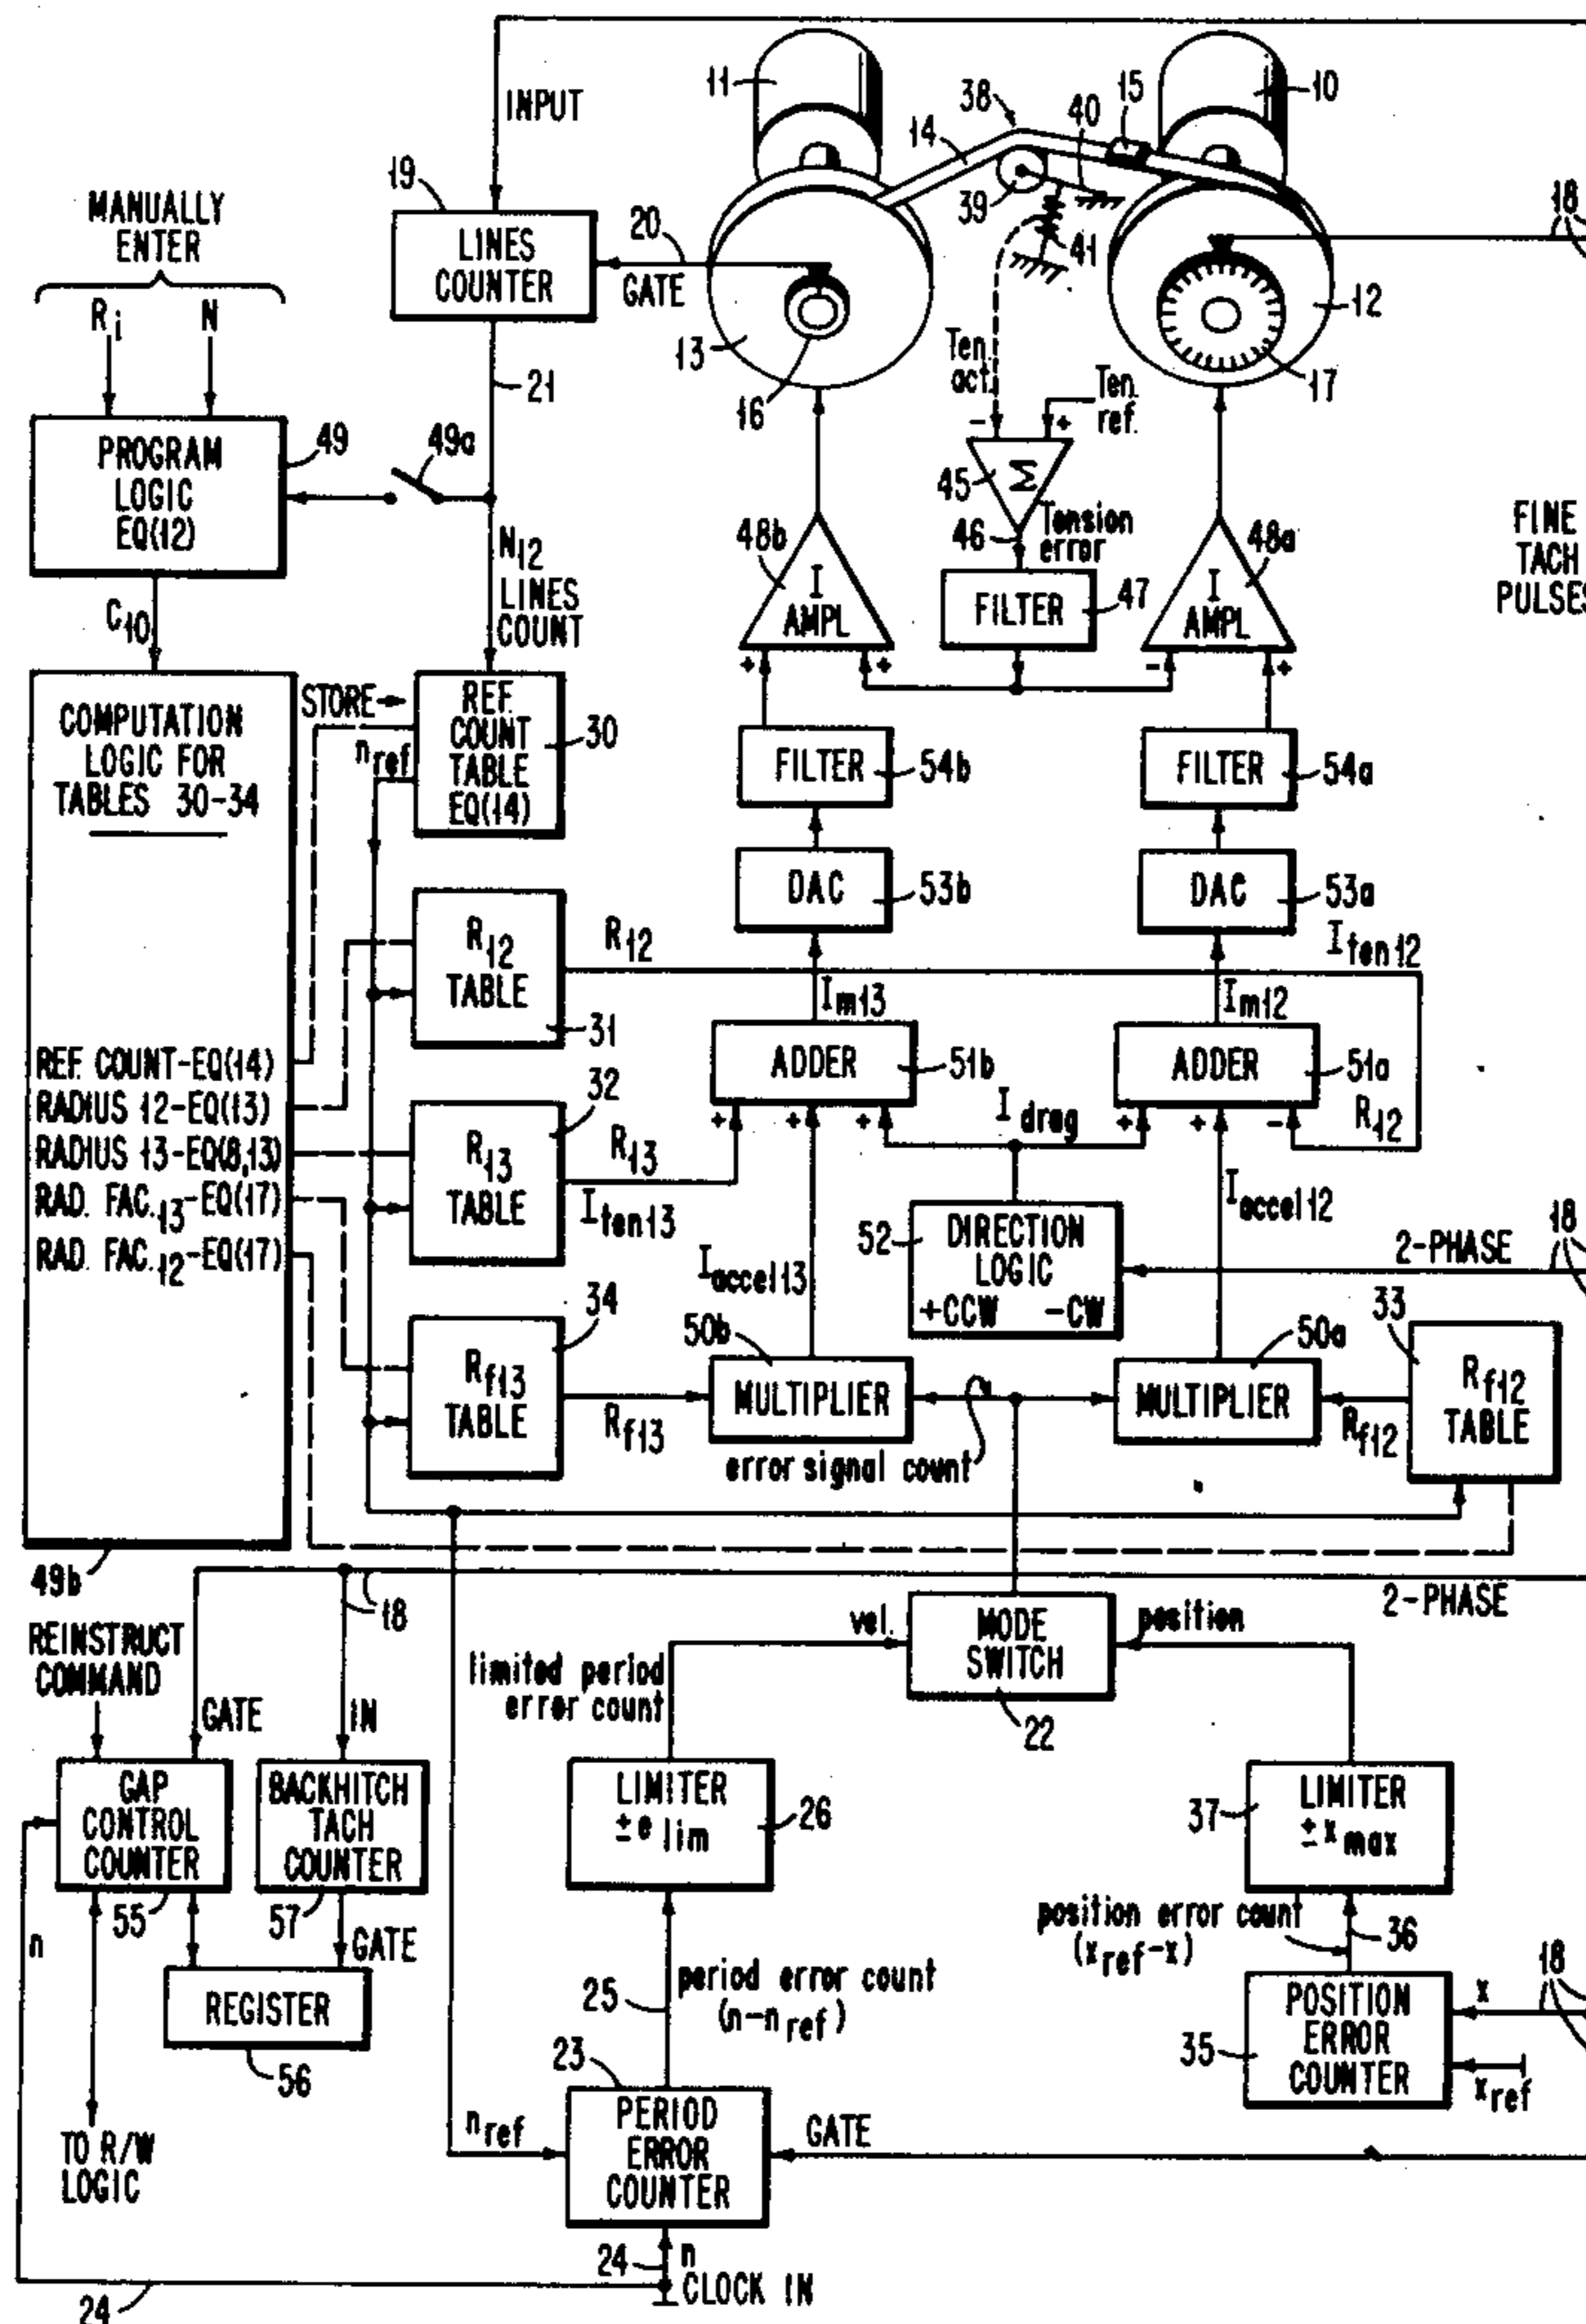 11
38
40
15
10
INPUT
14
19
MANUALLY
ENTER
39
18
LINES
COUNTER
20
GATE
41
12
Ri
N
13
Ten.
act.
21
16
Ten.
ref.
17
-
+
PROGRAM
LOGIC
EQ(12)
49
49a
45
Σ
48b
46
Tension
error
48a
FINE
TACH
PULSES
N12
LINES
COUNT
I
AMPL
FILTER
47
I
AMPL
C10
+
+
-
+
STORE
COMPUTATION
LOGIC FOR
TABLES 30-34
REF.
COUNT
TABLE
EQ(14)
30
nref
FILTER
54b
FILTER
54a
DAC
53b
DAC
53a
R12
TABLE
R12
Iten12
31
Im13
Im12
REF. COUNT-EQ(14)
RADIUS 12-EQ(13)
RADIUS 13-EQ(8,13)
RAD. FAC.13-EQ(17)
RAD. FAC.12-EQ(17)
ADDER
51b
ADDER
51a
32
+
+
+
Idrag
+
+
-
R12
R13
TABLE
R13
Iten13
Iaccel12
Iaccel13
52
DIRECTION
LOGIC
+CCW -CW
2-PHASE
18
34
50b
50a
33
Rf13
TABLE
Rf13
MULTIPLIER
MULTIPLIER
Rf12
Rf12
TABLE
error signal count
49b
18
2-PHASE
REINSTRUCT
COMMAND
vel.
MODE
SWITCH
position
limited period
error count
GATE
IN
22
GAP
CONTROL
COUNTER
BACKHITCH
TACH
COUNTER
LIMITER
±e lim
26
37
LIMITER
±x max
55
57
n
GATE
position error count
(xref-x)
36
REGISTER
25
period error count
(n-nref)
POSITION
ERROR
COUNTER
x
18
56
23
35
xref
nref
PERIOD
ERROR
COUNTER
GATE
TO R/W
LOGIC
24
n
CLOCK IN
24